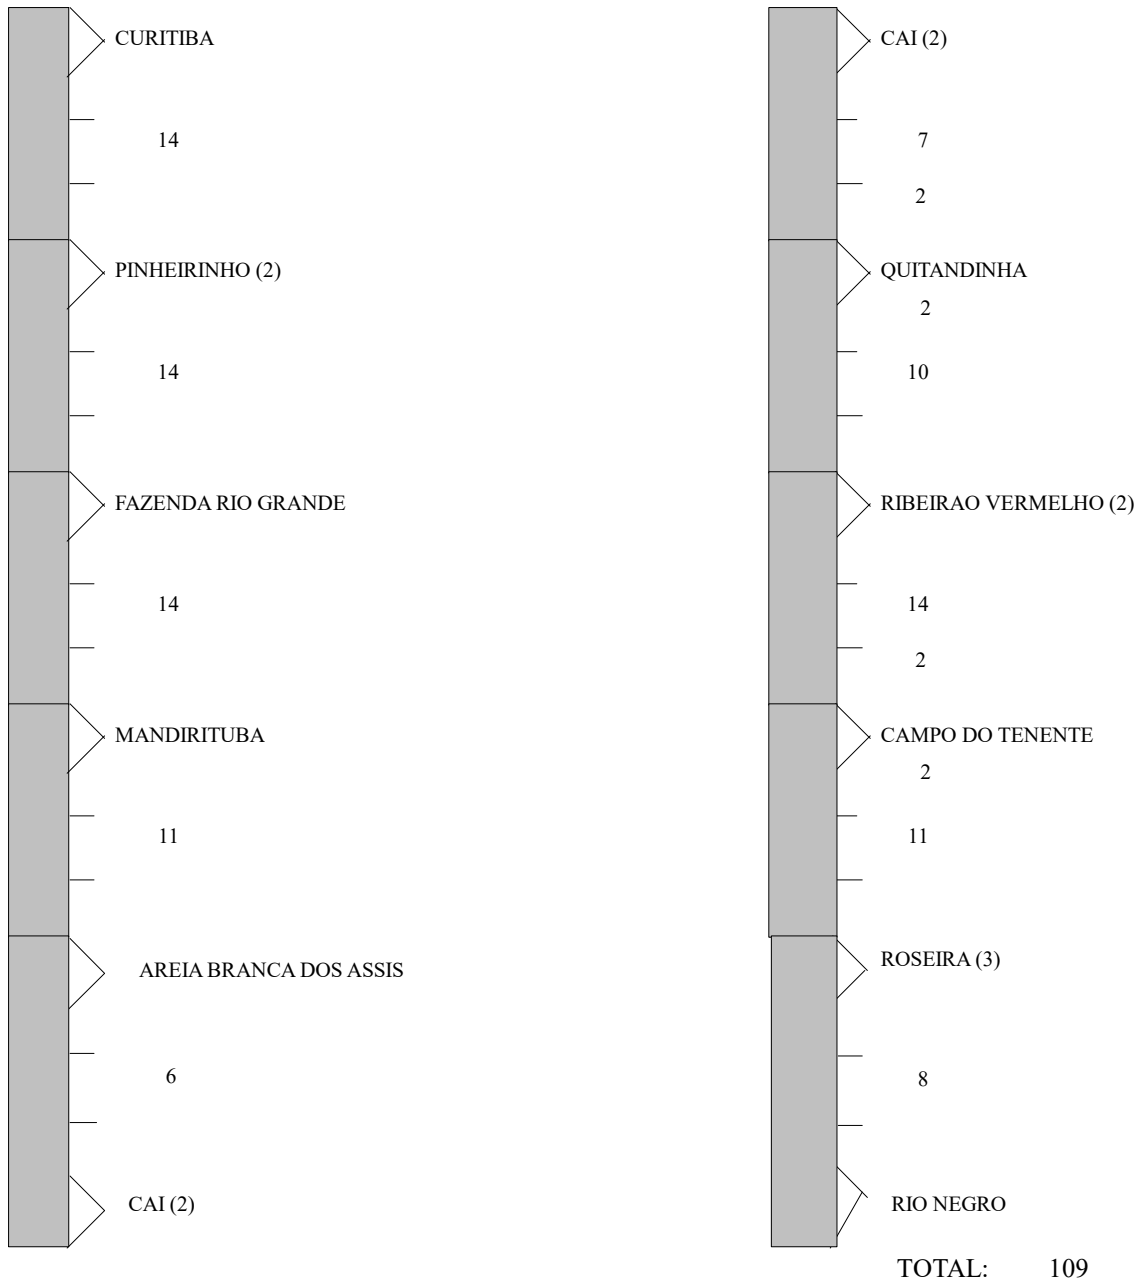 CURITIBA
14
PINHEIRINHO (2)
14
FAZENDA RIO GRANDE
14
MANDIRITUBA
11
AREIA BRANCA DOS ASSIS
6
CAI (2)
CAI (2)
7
2
QUITANDINHA
2
10
RIBEIRAO VERMELHO (2)
14
2
CAMPO DO TENENTE
2
11
ROSEIRA (3)
8
RIO NEGRO
TOTAL: 109